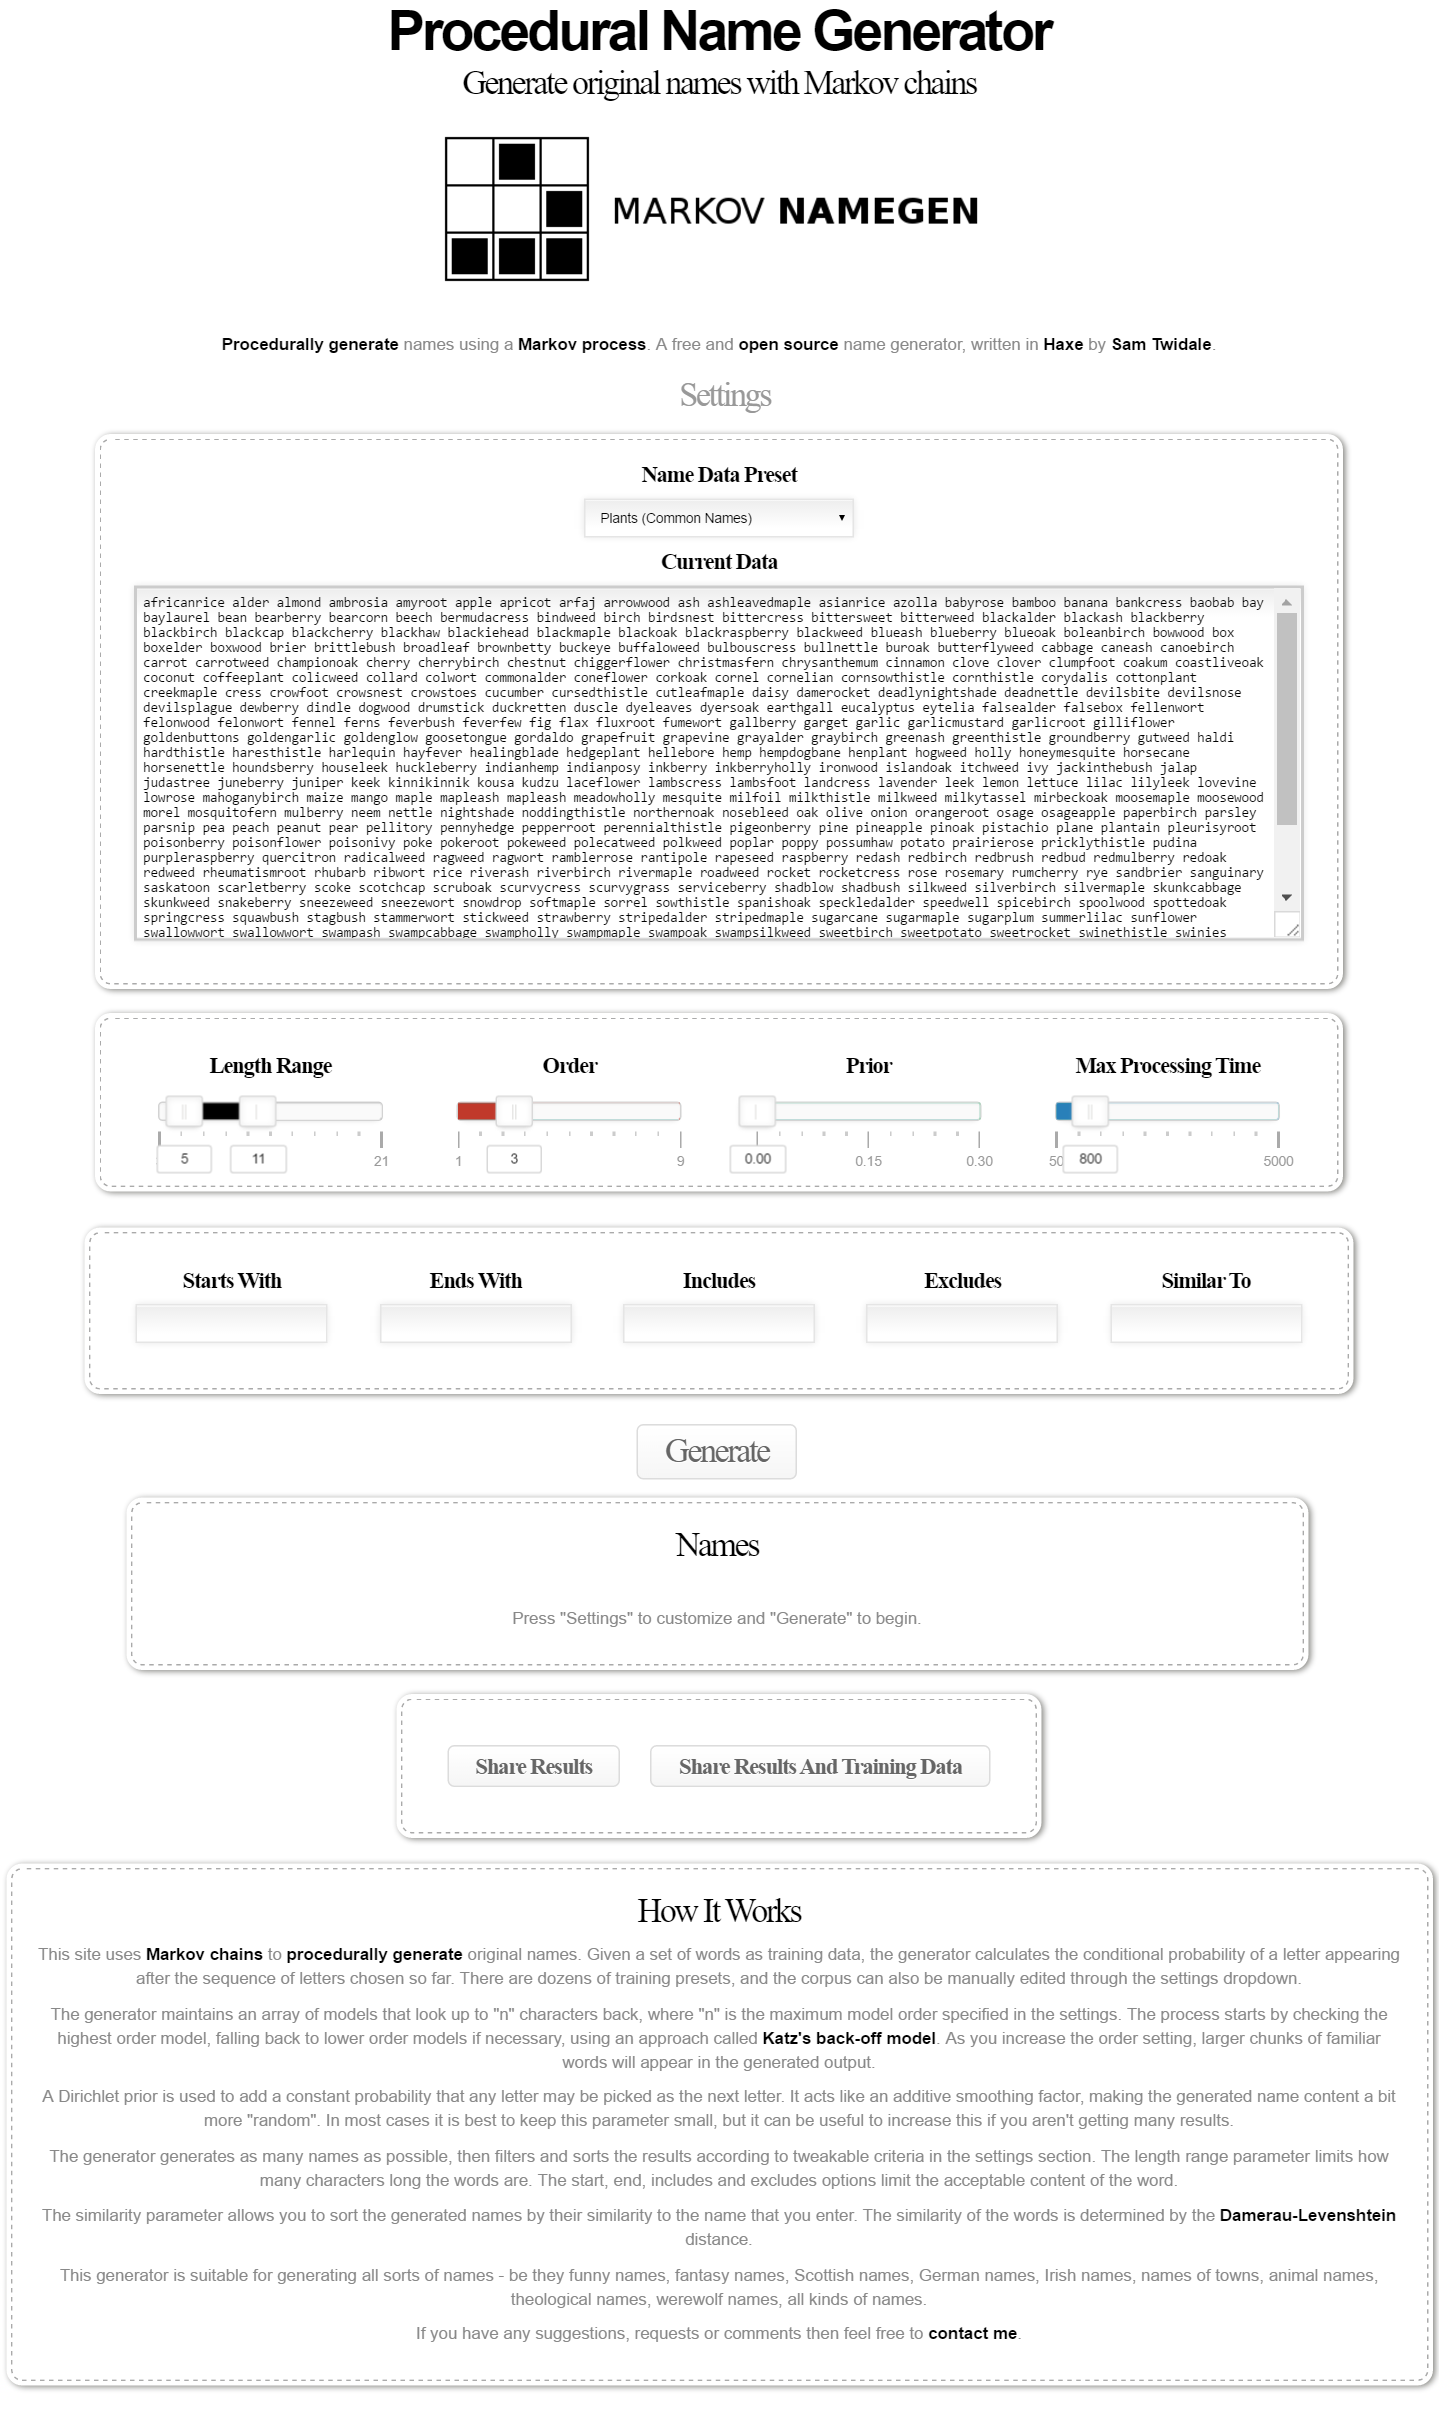 Procedural Name Generator
Generate original names with Markov chains
MARKOV NAMEGEN
Procedurally generate names using a Markov process. A free and open source name generator, written in Haxe by Sam Twidale.
Settings
Name Data Preset
Plants (Common Names)
Current Data
africanrice alder almond ambrosia amyroot apple apricot arfaj arrowwood ash ashleavedmaple asianrice azolla babyrose bamboo banana bankcress baobab bay
baylaurel bean bearberry bearcorn beech bermudacress bindweed birch birdsnest bittercress bittersweet bitterweed blackalder blackash blackberry
blackbirch blackcap blackcherry blackhaw blackiehead blackmaple blackoak blackraspberry blackweed blueash blueberry blueoak boleanbirch bowwood box
boxelder boxwood brier brittlebush broadleaf brownbetty buckeye buffaloweed bulbouscress bullnettle buroak butterflyweed cabbage caneash canoebirch
carrot carrotweed championoak cherry cherrybirch chestnut chiggerflower christmasfern chrysanthemum cinnamon clove clover clumpfoot coakum coastliveoak
coconut coffeeplant colicweed collard colwort commonalder coneflower corkoak cornel cornelian cornsowthistle cornthistle corydalis cottonplant
creekmaple cress crowfoot crowsnest crowstoes cucumber cursedthistle cutleafmaple daisy damerocket deadlynightshade deadnettle devilsbite devilsnose
devilsplague dewberry dindle dogwood drumstick duckretten duscle dyeleaves dyersoak earthgall eucalyptus eytelia falsealder falsebox fellenwort
felonwood felonwort fennel ferns feverbush feverfew fig flax fluxroot fumewort gallberry garget garlic garlicmustard garlicroot gilliflower
goldenbuttons goldengarlic goldenglow goosetongue gordaldo grapefruit grapevine grayalder graybirch greenash greenthistle groundberry gutweed haldi
hardthistle haresthistle harlequin hayfever healingblade hedgeplant hellebore hemp hempdogbane henplant hogweed holly honeymesquite horsecane
horsenettle houndsberry houseleek huckleberry indianhemp indianposy inkberry inkberryholly ironwood islandoak itchweed ivy jackinthebush jalap
judastree juneberry juniper keek kinnikinnik kousa kudzu laceflower lambscress lambsfoot landcress lavender leek lemon lettuce lilac lilyleek lovevine
lowrose mahoganybirch maize mango maple mapleash mapleash meadowholly mesquite milfoil milkthistle milkweed milkytassel mirbeckoak moosemaple moosewood
morel mosquitofern mulberry neem nettle nightshade noddingthistle northernoak nosebleed oak olive onion orangeroot osage osageapple paperbirch parsley
parsnip pea peach peanut pear pellitory pennyhedge pepperroot perennialthistle pigeonberry pine pineapple pinoak pistachio plane plantain pleurisyroot
poisonberry poisonflower poisonivy poke pokeroot pokeweed polecatweed polkweed poplar poppy possumhaw potato prairierose pricklythistle pudina
purpleraspberry quercitron radicalweed ragweed ragwort ramblerrose rantipole rapeseed raspberry redash redbirch redbrush redbud redmulberry redoak
redweed rheumatismroot rhubarb ribwort rice riverash riverbirch rivermaple roadweed rocket rocketcress rose rosemary rumcherry rye sandbrier sanguinary
saskatoon scarletberry scoke scotchcap scruboak scurvycress scurvygrass serviceberry shadblow shadbush silkweed silverbirch silvermaple skunkcabbage
skunkweed snakeberry sneezeweed sneezewort snowdrop softmaple sorrel sowthistle spanishoak speckledalder speedwell spicebirch spoolwood spottedoak
springcress squawbush stagbush stammerwort stickweed strawberry stripedalder stripedmaple sugarcane sugarmaple sugarplum summerlilac sunflower
swallowwort swallowwort swampash swampcabbage swampholly swampmaple swampoak swampsilkweed sweetbirch sweetpotato sweetrocket swinethistle swinies
Length Range Order Prior Max Processing Time
5 11 21 1 3 9 0.00 0.15 0.30 50 800 5000
Starts With Ends With Includes Excludes Similar To
Generate
Names
Press "Settings" to customize and "Generate" to begin.
Share Results Share Results And Training Data
How It Works
This site uses Markov chains to procedurally generate original names. Given a set of words as training data, the generator calculates the conditional probability of a letter appearing
after the sequence of letters chosen so far. There are dozens of training presets, and the corpus can also be manually edited through the settings dropdown.
The generator maintains an array of models that look up to "n" characters back, where "n" is the maximum model order specified in the settings. The process starts by checking the
highest order model, falling back to lower order models if necessary, using an approach called Katz's back-off model. As you increase the order setting, larger chunks of familiar
words will appear in the generated output.
A Dirichlet prior is used to add a constant probability that any letter may be picked as the next letter. It acts like an additive smoothing factor, making the generated name content a bit
more "random". In most cases it is best to keep this parameter small, but it can be useful to increase this if you aren't getting many results.
The generator generates as many names as possible, then filters and sorts the results according to tweakable criteria in the settings section. The length range parameter limits how
many characters long the words are. The start, end, includes and excludes options limit the acceptable content of the word.
The similarity parameter allows you to sort the generated names by their similarity to the name that you enter. The similarity of the words is determined by the Damerau-Levenshtein
distance.
This generator is suitable for generating all sorts of names - be they funny names, fantasy names, Scottish names, German names, Irish names, names of towns, animal names,
theological names, werewolf names, all kinds of names.
If you have any suggestions, requests or comments then feel free to contact me.